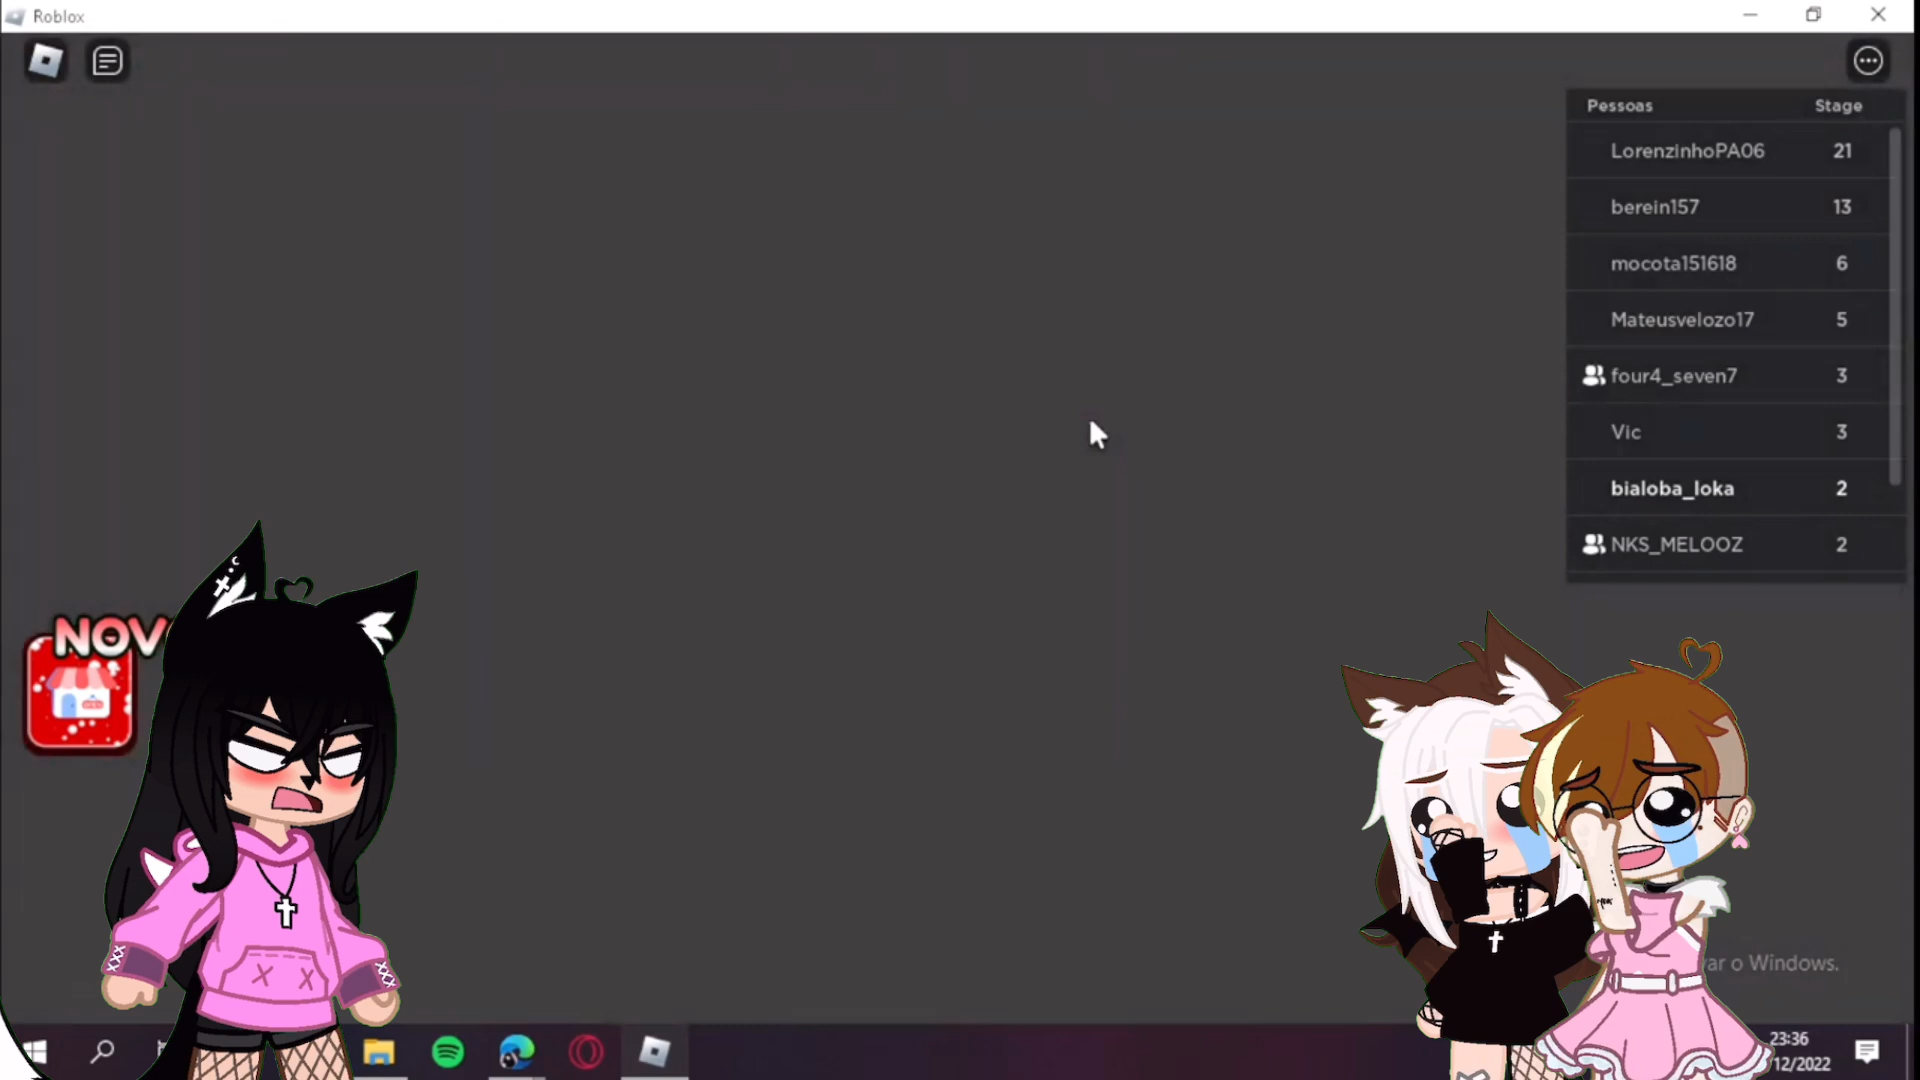 Roblox
Pessoas Stage
LorenzinhoPA06 21
berein157 13
mocota151618 6
Mateusvelozo17 5
four4_seven7 3
Vic 3
bialoba_loka 2
NKS_MELOOZ 2
NOV
ar o Windows.
23:36
12/2022